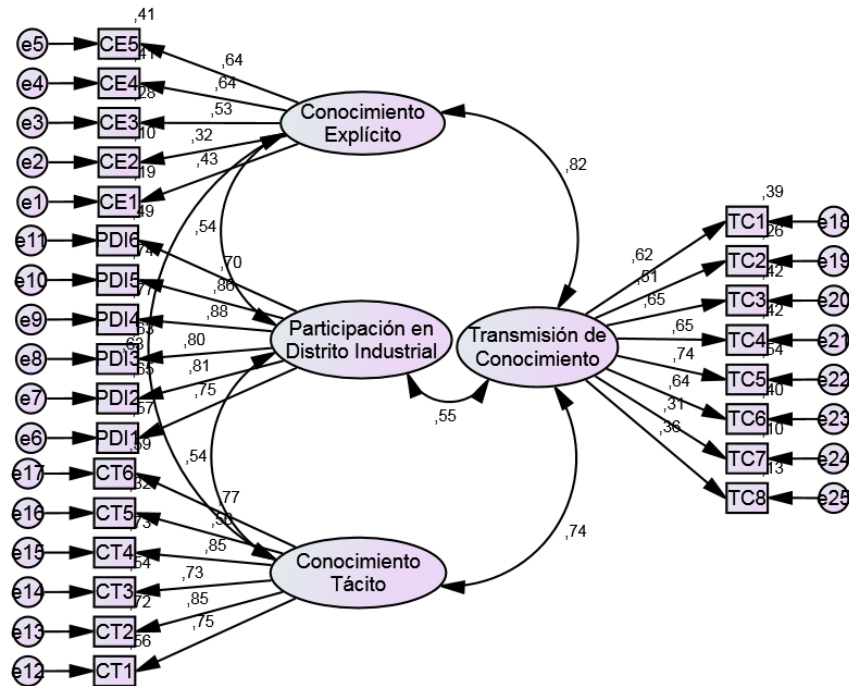 ,41
e5
CE5
,64
,41
e4
CE4
,64
,28
e3
CE3
,53
,10
e2
CE2
,32
,19
e1
CE1
,43
,49
e11
PDI6
,70
,74
e10
PDI5
,86
,77
e9
PDI4
,88
,63
e8
PDI3
,80
,65
e7
PDI2
,81
,57
e6
PDI1
,75
,59
e17
CT6
,77
,32
e16
CT5
,73
e15
CT4
,85
,54
e14
CT3
,73
,72
e13
CT2
,85
,56
e12
CT1
,75
Conocimiento
Explícito
Participación en
Distrito Industrial
Conocimiento
Tácito
Transmisión de
Conocimiento
,54
,63
,54
,82
,55
,74
,39
,62
TC1
e18
,26
,51
TC2
e19
,42
,65
TC3
e20
,42
,65
TC4
e21
,54
,74
TC5
e22
,40
,64
TC6
e23
,10
,31
TC7
e24
,13
,36
TC8
e25